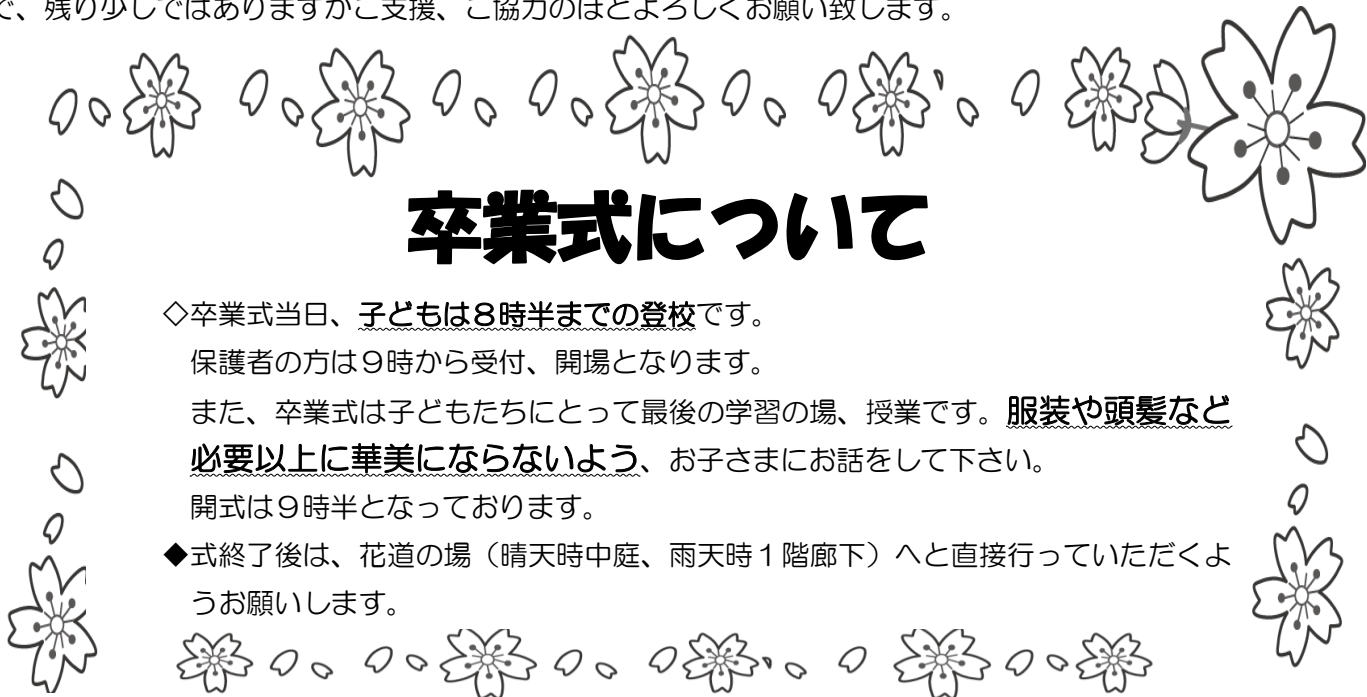 で、残り少しではありますがご支援、ご協力のほどよろしくお願い致します。
卒業式について
◇卒業式当日、子どもは８時半までの登校です。
保護者の方は９時から受付、開場となります。
また、卒業式は子どもたちにとって最後の学習の場、授業です。服装や頭髪など
必要以上に華美にならないよう、お子さまにお話をして下さい。
開式は９時半となっております。
◆式終了後は、花道の場（晴天時中庭、雨天時１階廊下）へと直接行っていただくよ
うお願いします。